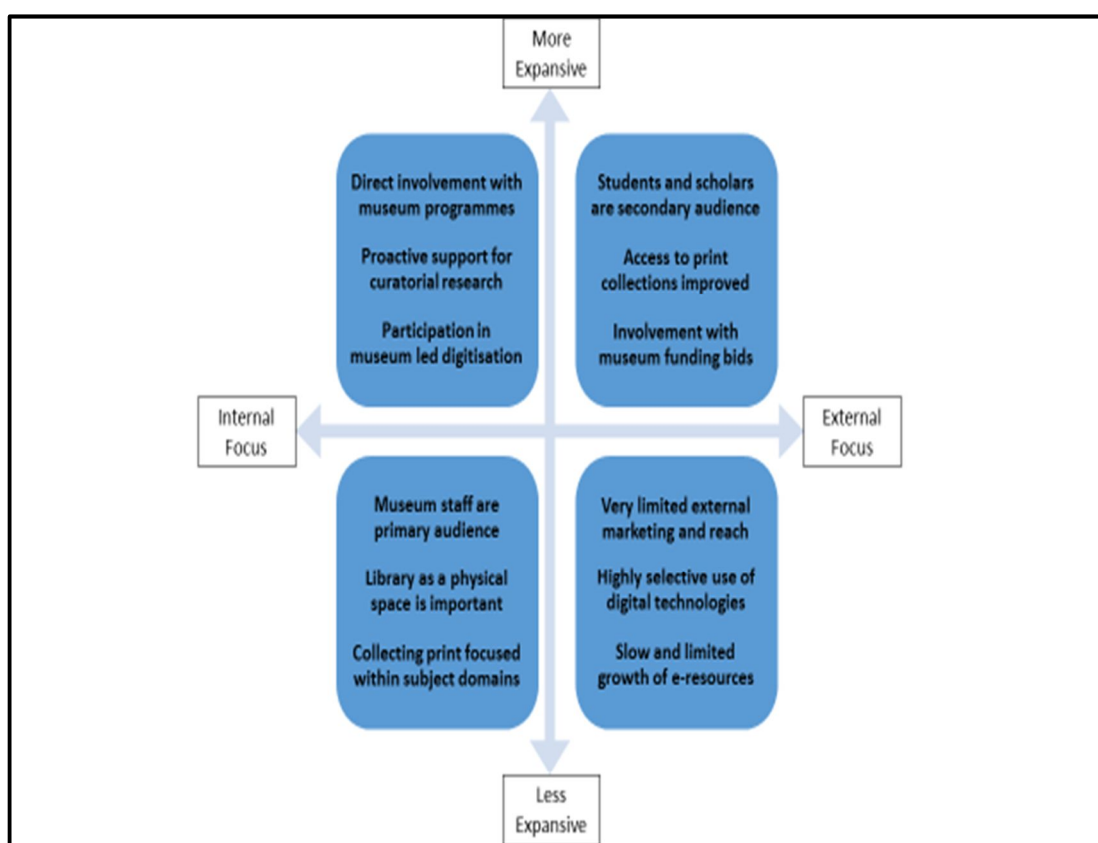 More
Expansive
Direct involvement with
museum programmes
Proactive support for
curatorial research
Participation in
museum led digitisation
Students and scholars
are secondary audience
Access to print
collections improved
Involvement with
museum funding bids
Internal
Focus
External
Focus
Museum staff are
primary audience
Library as a physical
space is important
Collecting print focused
within subject domains
Very limited external
marketing and reach
Highly selective use of
digital technologies
Slow and limited
growth of e-resources
Less
Expansive